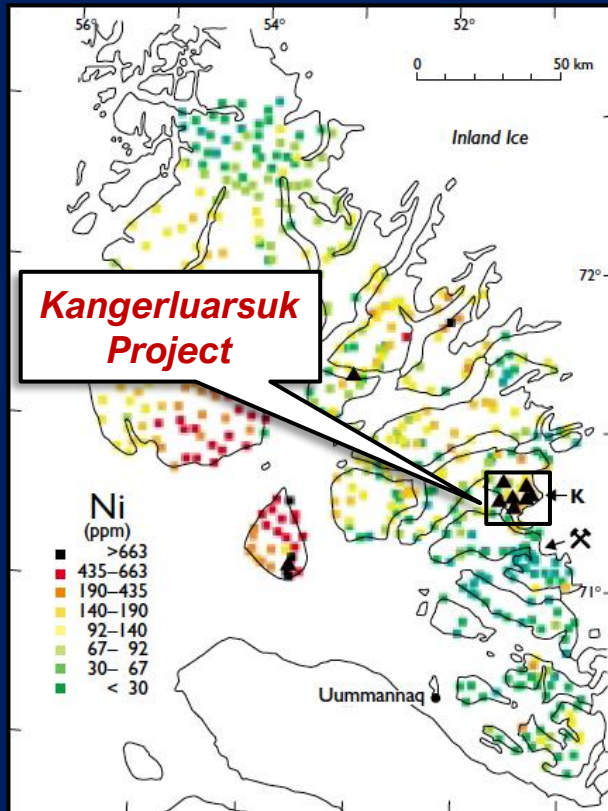 56°
54°
52°
0 50 km
Inland Ice
72°
Kangerluarsuk
Project
K
Ni
(ppm)
>663
435–663
190–435
140–190
92–140
67– 92
30– 67
< 30
71°
Uummannaq